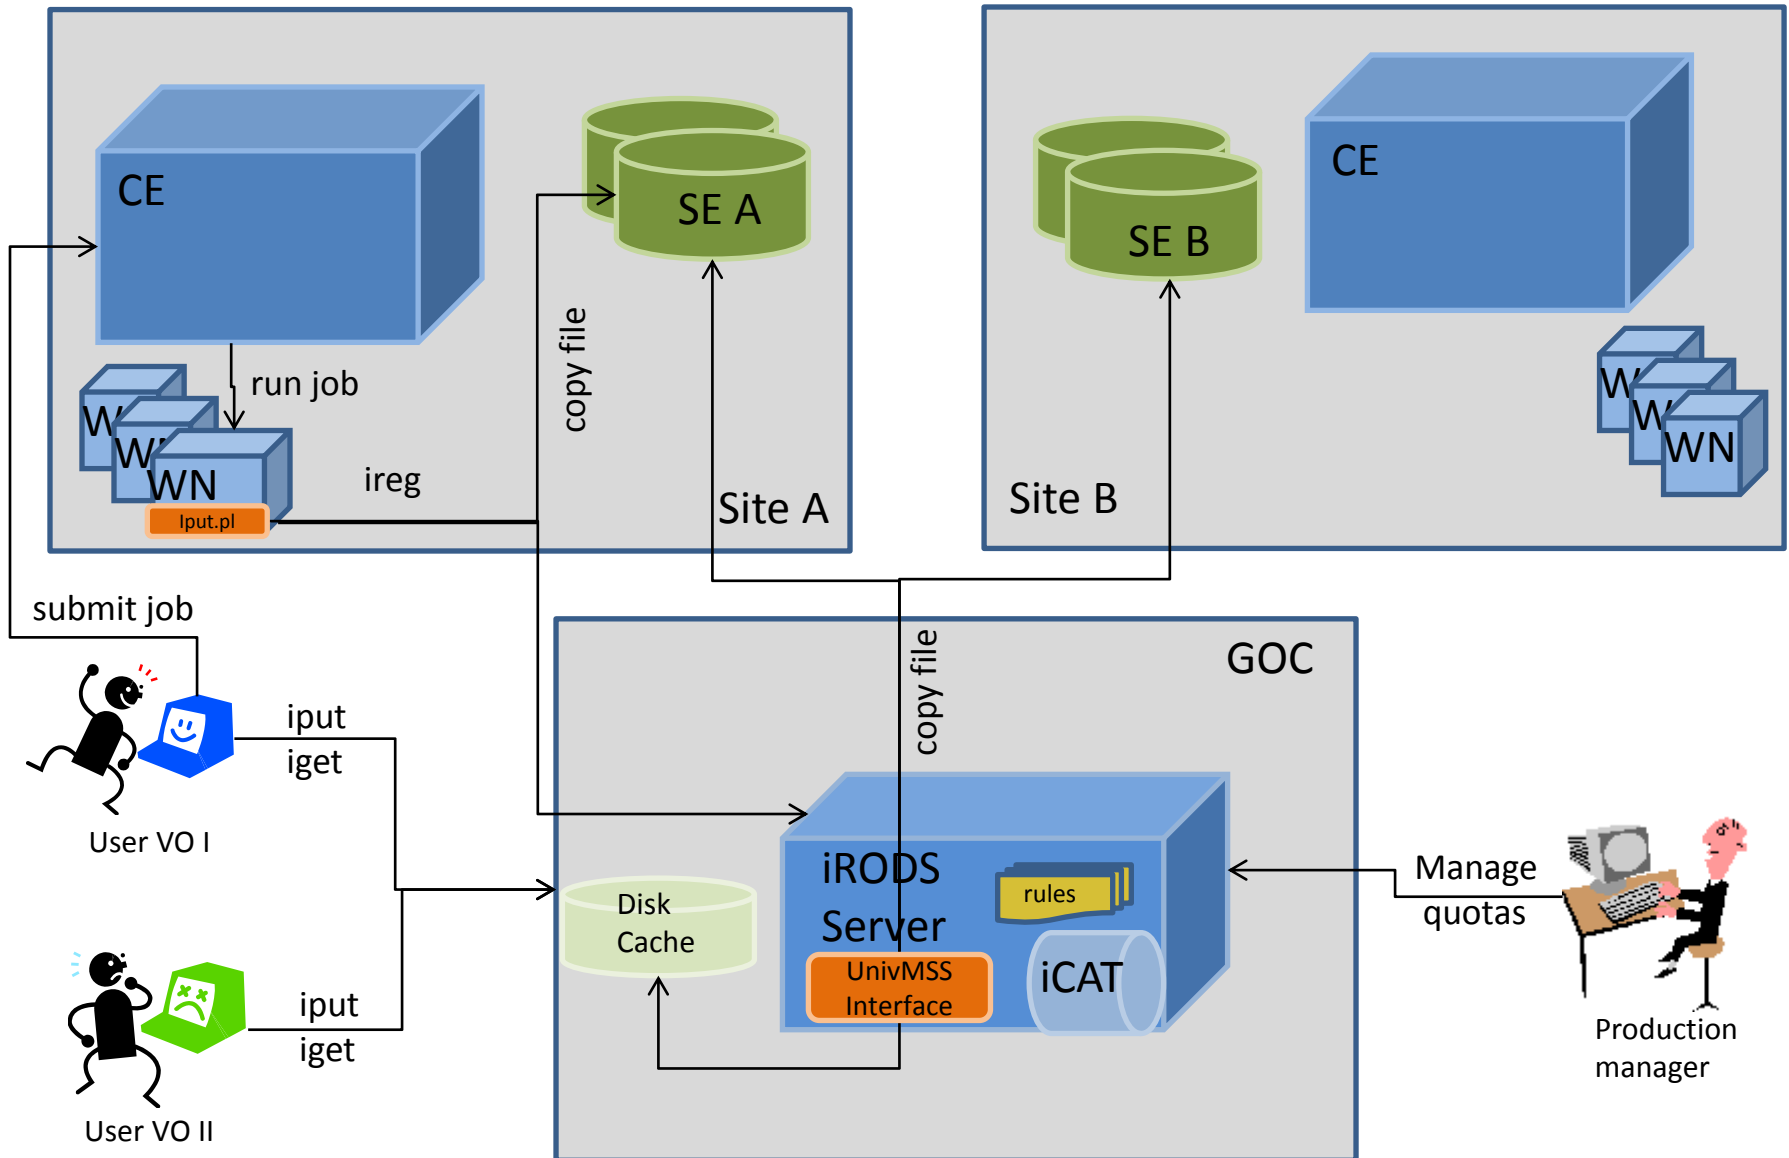 CE
SE A
copy file
run job
W
WN
WN
Iput.pl
ireg
Site A
CE
SE B
W
W
WN
Site B
submit job
iput
iget
User VO I
iput
iget
User VO II
GOC
copy file
iRODS
Server
rules
Disk
Cache
UnivMSS
Interface
iCAT
Manage
quotas
Production
manager